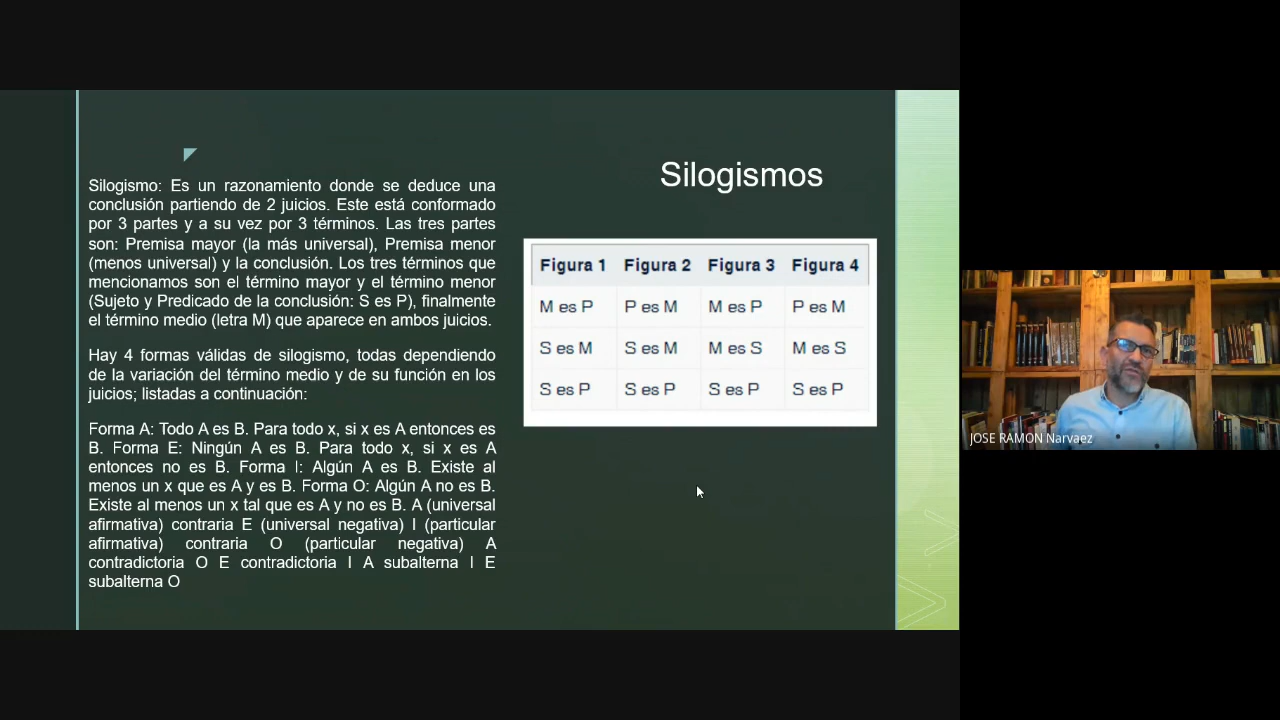 Silogismos
Silogismo: Es un razonamiento donde se deduce una
conclusión partiendo de 2 juicios. Este está conformado
por 3 partes y a su vez por 3 términos. Las tres partes
son: Premisa mayor (la más universal), Premisa menor
(menos universal) y la conclusión. Los tres términos que
mencionamos son el término mayor y el término menor
(Sujeto y Predicado de la conclusión: S es P), finalmente
el término medio (letra M) que aparece en ambos juicios.
Hay 4 formas válidas de silogismo, todas dependiendo
de la variación del término medio y de su función en los
juicios; listadas a continuación:
Forma A: Todo A es B. Para todo x, si x es A entonces es
B. Forma E: Ningún A es B. Para todo x, si x es A
entonces no es B. Forma I: Algún A es B. Existe al
menos un x que es A y es B. Forma O: Algún A no es B.
Existe al menos un x tal que es A y no es B. A (universal
afirmativa) contraria E (universal negativa) I (particular
afirmativa) contraria O (particular negativa) A
contradictoria O E contradictoria I A subalterna I E
subalterna O
Figura 1 Figura 2 Figura 3 Figura 4
M es P P es M M es P P es M
S es M S es M M es S M es S
S es P S es P S es P S es P
JOSE RAMON Narvaez